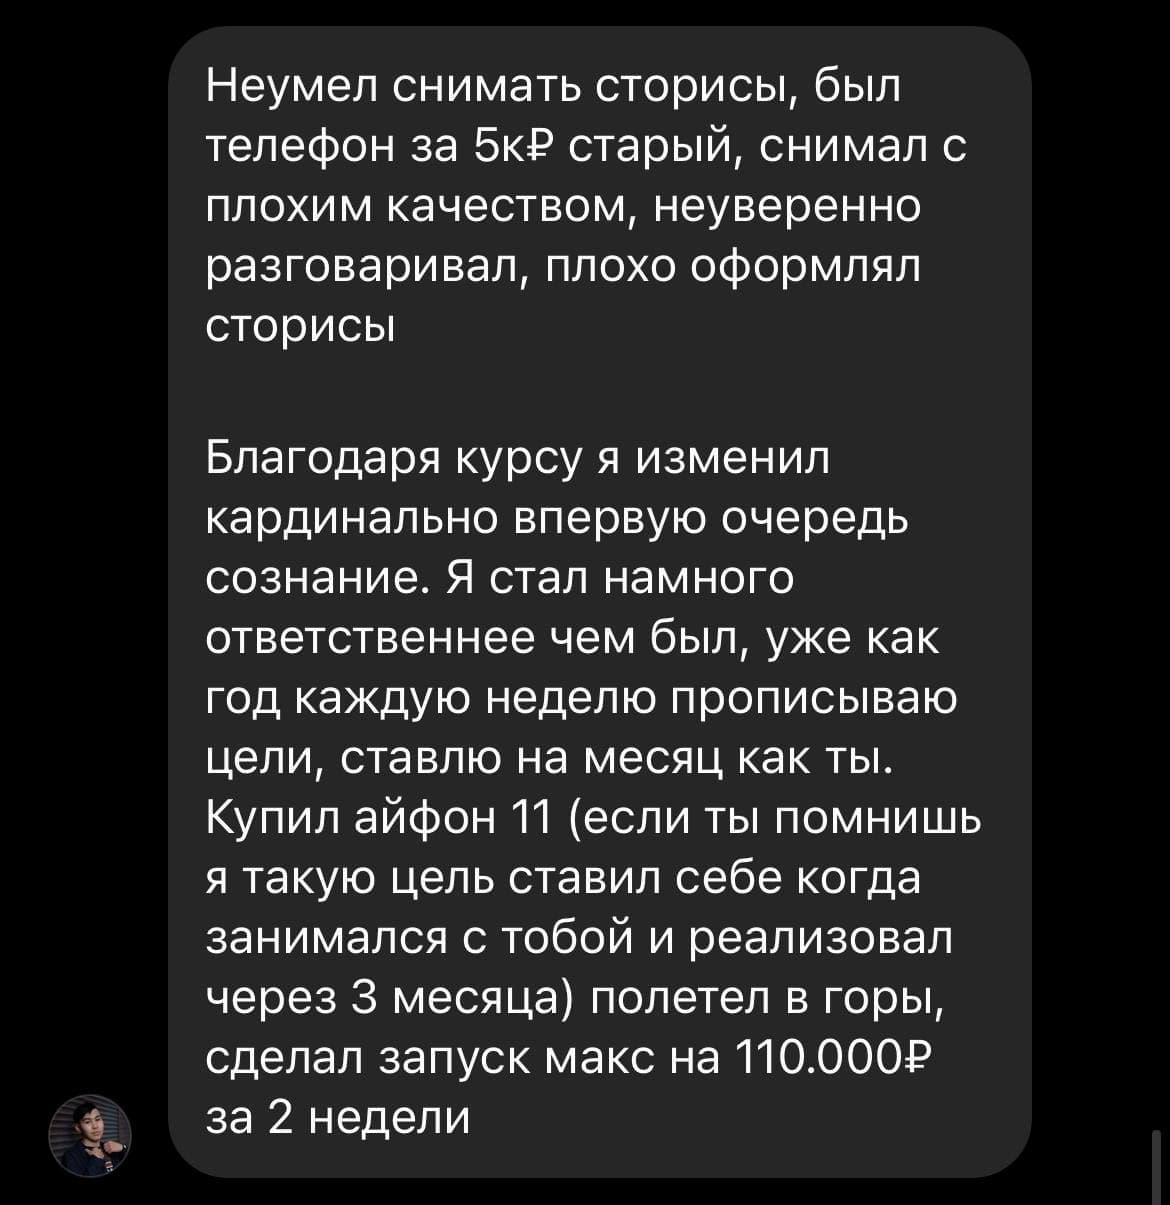 Неумел снимать сторисы, был
телефон за 5к₽ старый, снимал с
плохим качеством, неуверенно
разговаривал, плохо оформлял
сторисы
Благодаря курсу я изменил
кардинально впервую очередь
сознание. Я стал намного
ответственнее чем был, уже как
год каждую неделю прописываю
цели, ставлю на месяц как ты.
Купил айфон 11 (если ты помнишь
я такую цель ставил себе когда
занимался с тобой и реализовал
через 3 месяца) полетел в горы,
сделал запуск макс на 110.000₽
за 2 недели